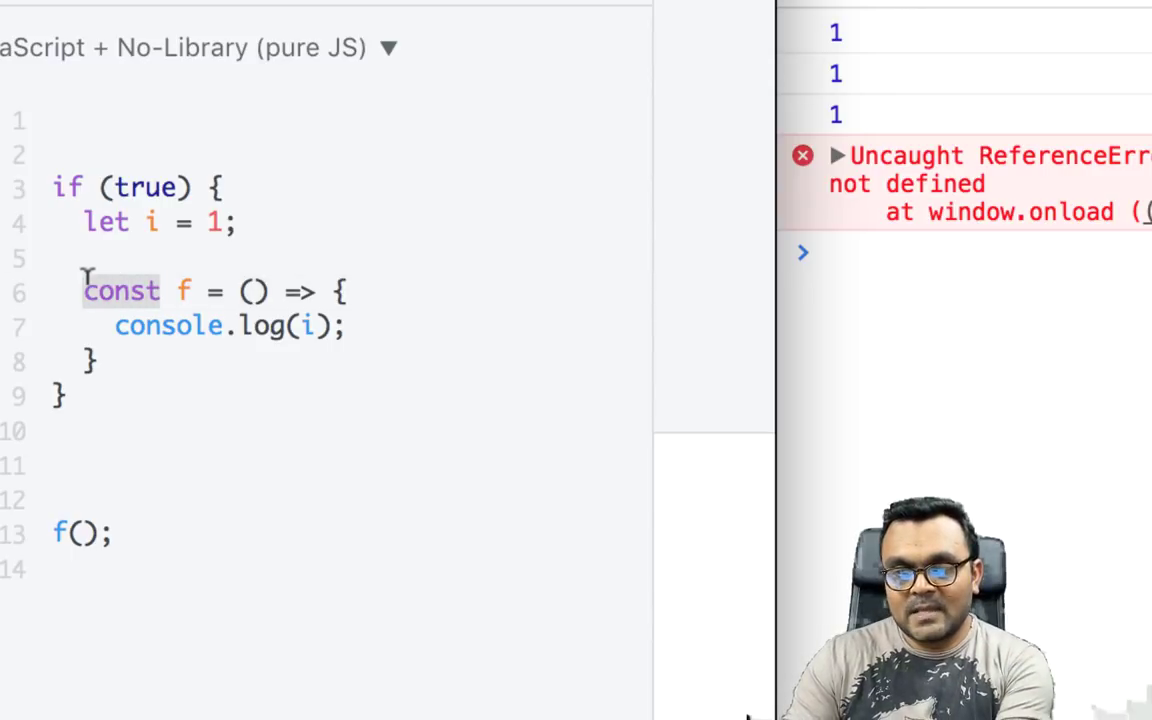 aScript + No-Library (pure JS) ▼
1
2
3 if (true) {
4 let i = 1;
5
6 const f = () => {
7 console.log(i);
8 }
9 }
10
11
12
13 f();
14
1
1
1
▶Uncaught ReferenceErr
not defined
at window.onload ((
>